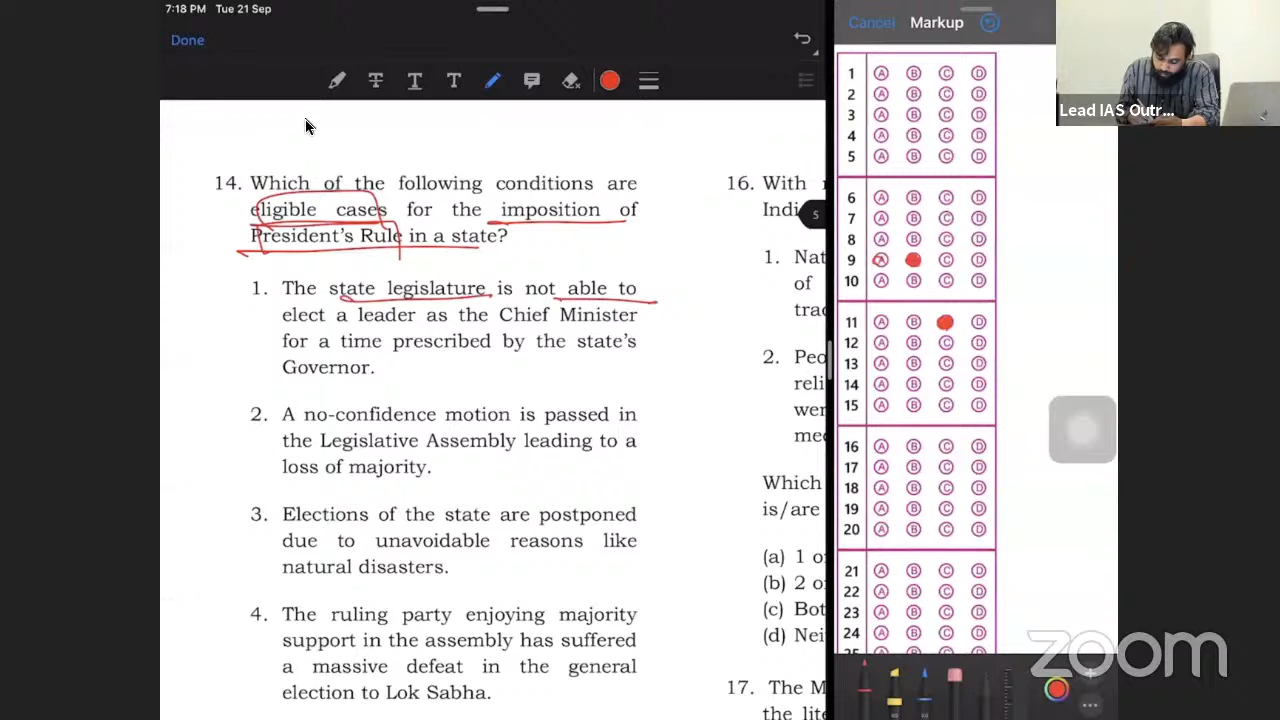 7:18 PM Tue 21 Sep
Done
14. Which of the following conditions are
eligible cases for the imposition of
President's Rule in a state?
1. The state legislature is not able to
elect a leader as the Chief Minister
for a time prescribed by the state's
Governor.
2. A no-confidence motion is passed in
the Legislative Assembly leading to a
loss of majority.
3. Elections of the state are postponed
due to unavoidable reasons like
natural disasters.
4. The ruling party enjoying majority
support in the assembly has suffered
a massive defeat in the general
election to Lok Sabha.
16. With
Indi
5
1. Nat
of
trad
2. Peo
reli
wer
med
Which
is/are
(a) 1 o
(b) 2 o
(c) Bot
(d) Nei
17. The M
the lite
Cancel Markup
1 A B C D
2 A B C D
3 A B C D
4 A B C D
5 A B C D
6 A B C D
7 A B C D
8 A B C D
9 A C D
10 A B C D
11 A B D
12 A B C D
13 A B C D
14 A B C D
15 A B C D
16 A B C D
17 A B C D
18 A B C D
19 A B C D
20 A B C D
21 A B C D
22 A B C D
23 A B C D
24 A B C D
25
Lead IAS Outr...
zoom